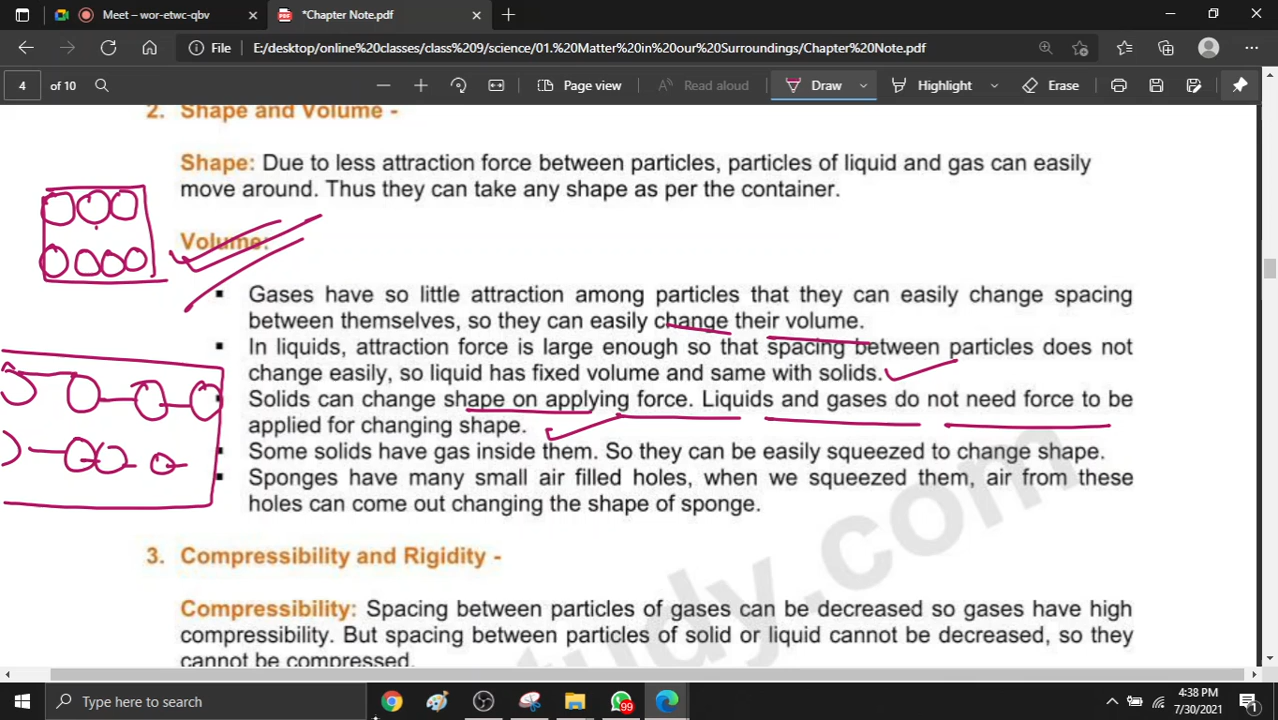 Meet – wor-etwc-qbv
*Chapter Note.pdf
File
E:/desktop/online%20classes/class%209/science/01.%20Matter%20in%20our%20Surroundings/Chapter%20Note.pdf
4 of 10
Page view
Read aloud
Draw
Highlight
Erase
2. Shape and Volume -
Shape: Due to less attraction force between particles, particles of liquid and gas can easily
move around. Thus they can take any shape as per the container.
Volume:
▪ Gases have so little attraction among particles that they can easily change spacing
between themselves, so they can easily change their volume.
▪ In liquids, attraction force is large enough so that spacing between particles does not
change easily, so liquid has fixed volume and same with solids.
▪ Solids can change shape on applying force. Liquids and gases do not need force to be
applied for changing shape.
▪ Some solids have gas inside them. So they can be easily squeezed to change shape.
▪ Sponges have many small air filled holes, when we squeezed them, air from these
holes can come out changing the shape of sponge.
3. Compressibility and Rigidity -
Compressibility: Spacing between particles of gases can be decreased so gases have high
compressibility. But spacing between particles of solid or liquid cannot be decreased, so they
cannot be compressed.
study.com
Type here to search
99
4:38 PM
7/30/2021
1